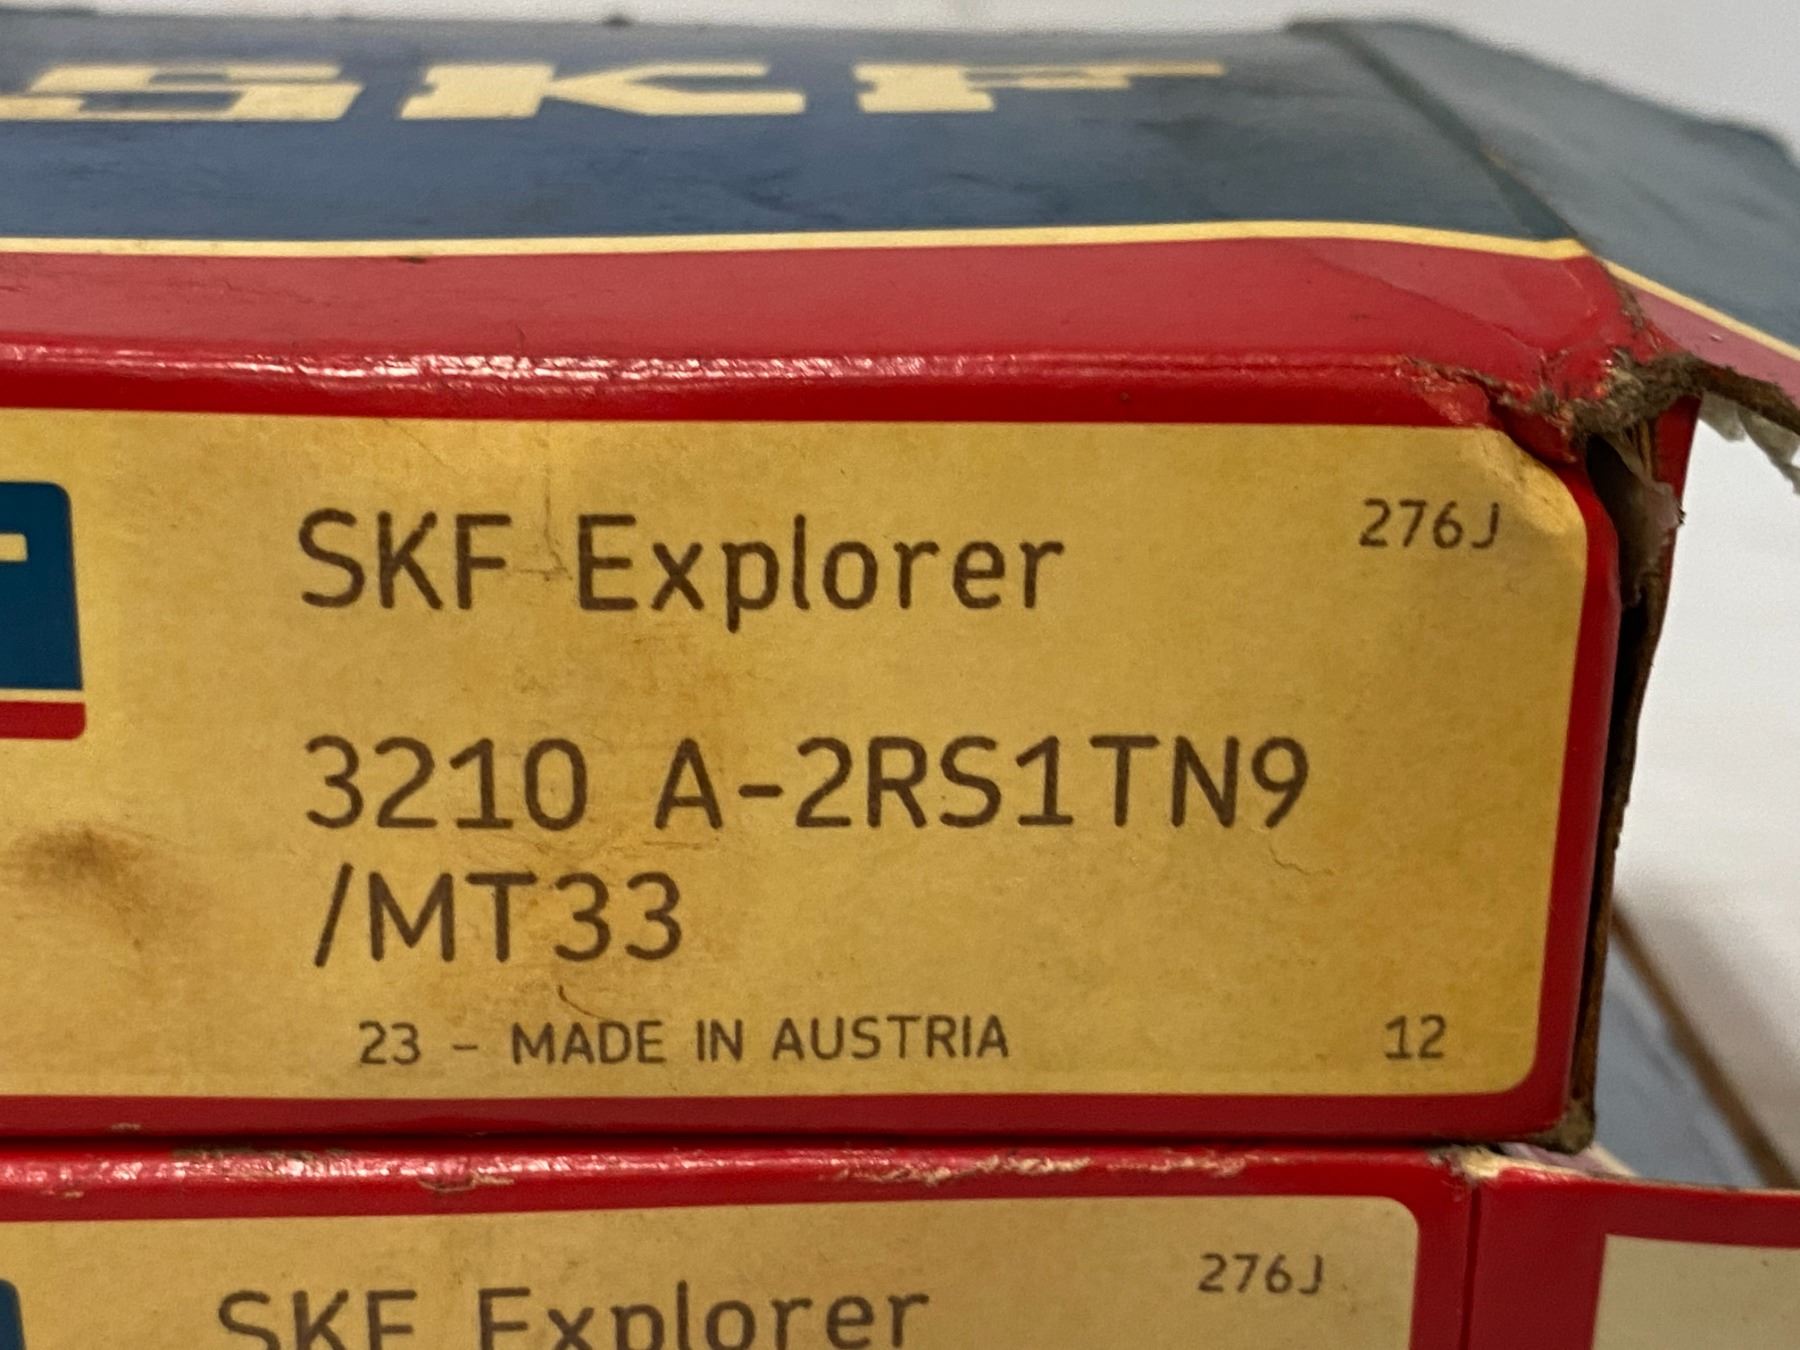 SKF
SKF Explorer
276J
3210 A-2RS1TN9
/MT33
23 - MADE IN AUSTRIA
12
276J
SKF Explorer